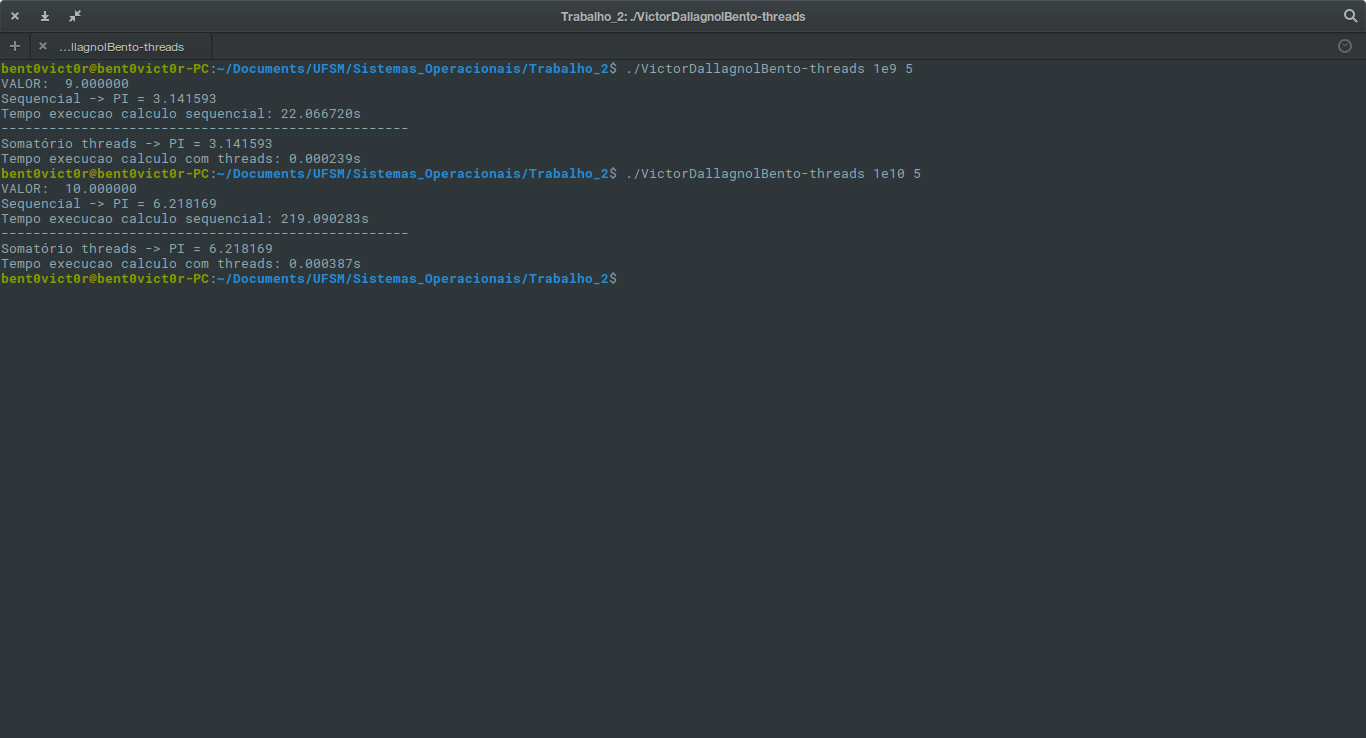 Trabalho_2: ./VictorDallagnolBento-threads
...llagnolBento-threads
bent0vict0r@bent0vict0r-PC:~/Documents/UFSM/Sistemas_Operacionais/Trabalho_2$ ./VictorDallagnolBento-threads 1e9 5
VALOR:  9.000000
Sequencial -> PI = 3.141593
Tempo execucao calculo sequencial: 22.066720s
---------------------------------------------------
Somatório threads -> PI = 3.141593
Tempo execucao calculo com threads: 0.000239s
bent0vict0r@bent0vict0r-PC:~/Documents/UFSM/Sistemas_Operacionais/Trabalho_2$ ./VictorDallagnolBento-threads 1e10 5
VALOR:  10.000000
Sequencial -> PI = 6.218169
Tempo execucao calculo sequencial: 219.090283s
---------------------------------------------------
Somatório threads -> PI = 6.218169
Tempo execucao calculo com threads: 0.000387s
bent0vict0r@bent0vict0r-PC:~/Documents/UFSM/Sistemas_Operacionais/Trabalho_2$